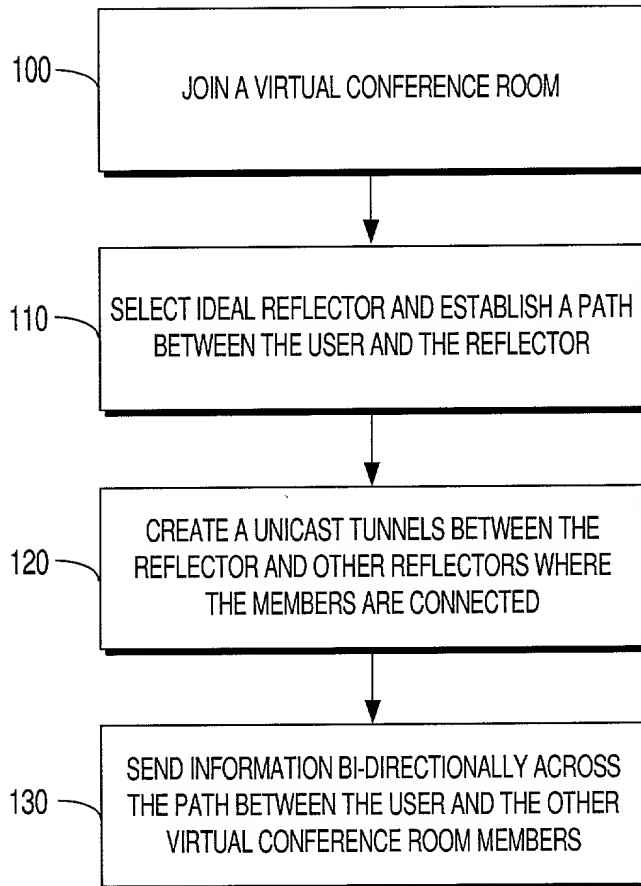 100
JOIN A VIRTUAL CONFERENCE ROOM
110
SELECT IDEAL REFLECTOR AND ESTABLISH A PATH
BETWEEN THE USER AND THE REFLECTOR
120
CREATE A UNICAST TUNNELS BETWEEN THE
REFLECTOR AND OTHER REFLECTORS WHERE
THE MEMBERS ARE CONNECTED
130
SEND INFORMATION BI-DIRECTIONALLY ACROSS
THE PATH BETWEEN THE USER AND THE OTHER
VIRTUAL CONFERENCE ROOM MEMBERS